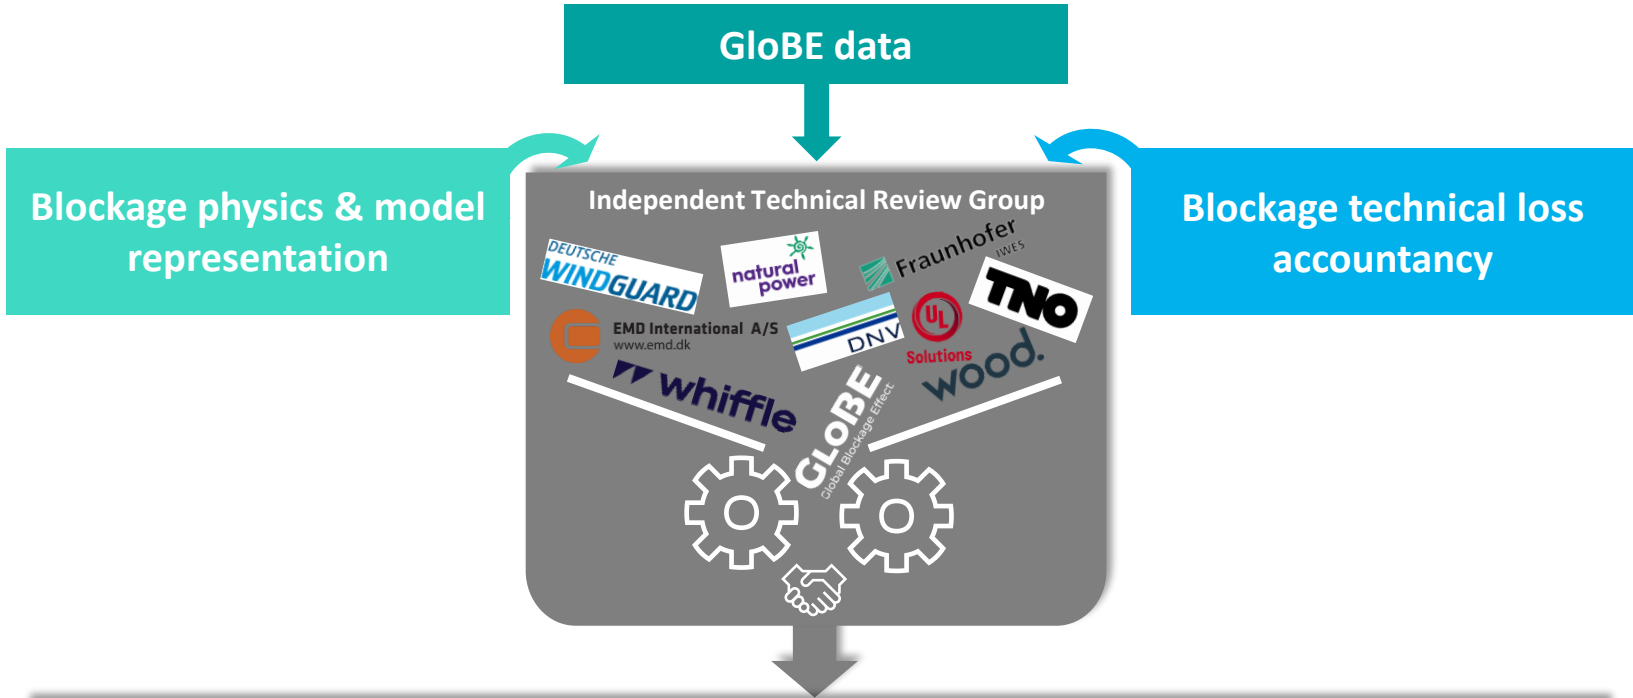 GloBE data
Blockage physics & model
representation
Independent Technical Review Group
Blockage technical loss
accountancy
DEUTSCHE
WINDGUARD
natural
power
Fraunhofer
IWES
TNO
EMD International A/S
www.emd.dk
DNV
UL
Solutions
wood.
whiffle
GLOBE
Global Blockage Effect